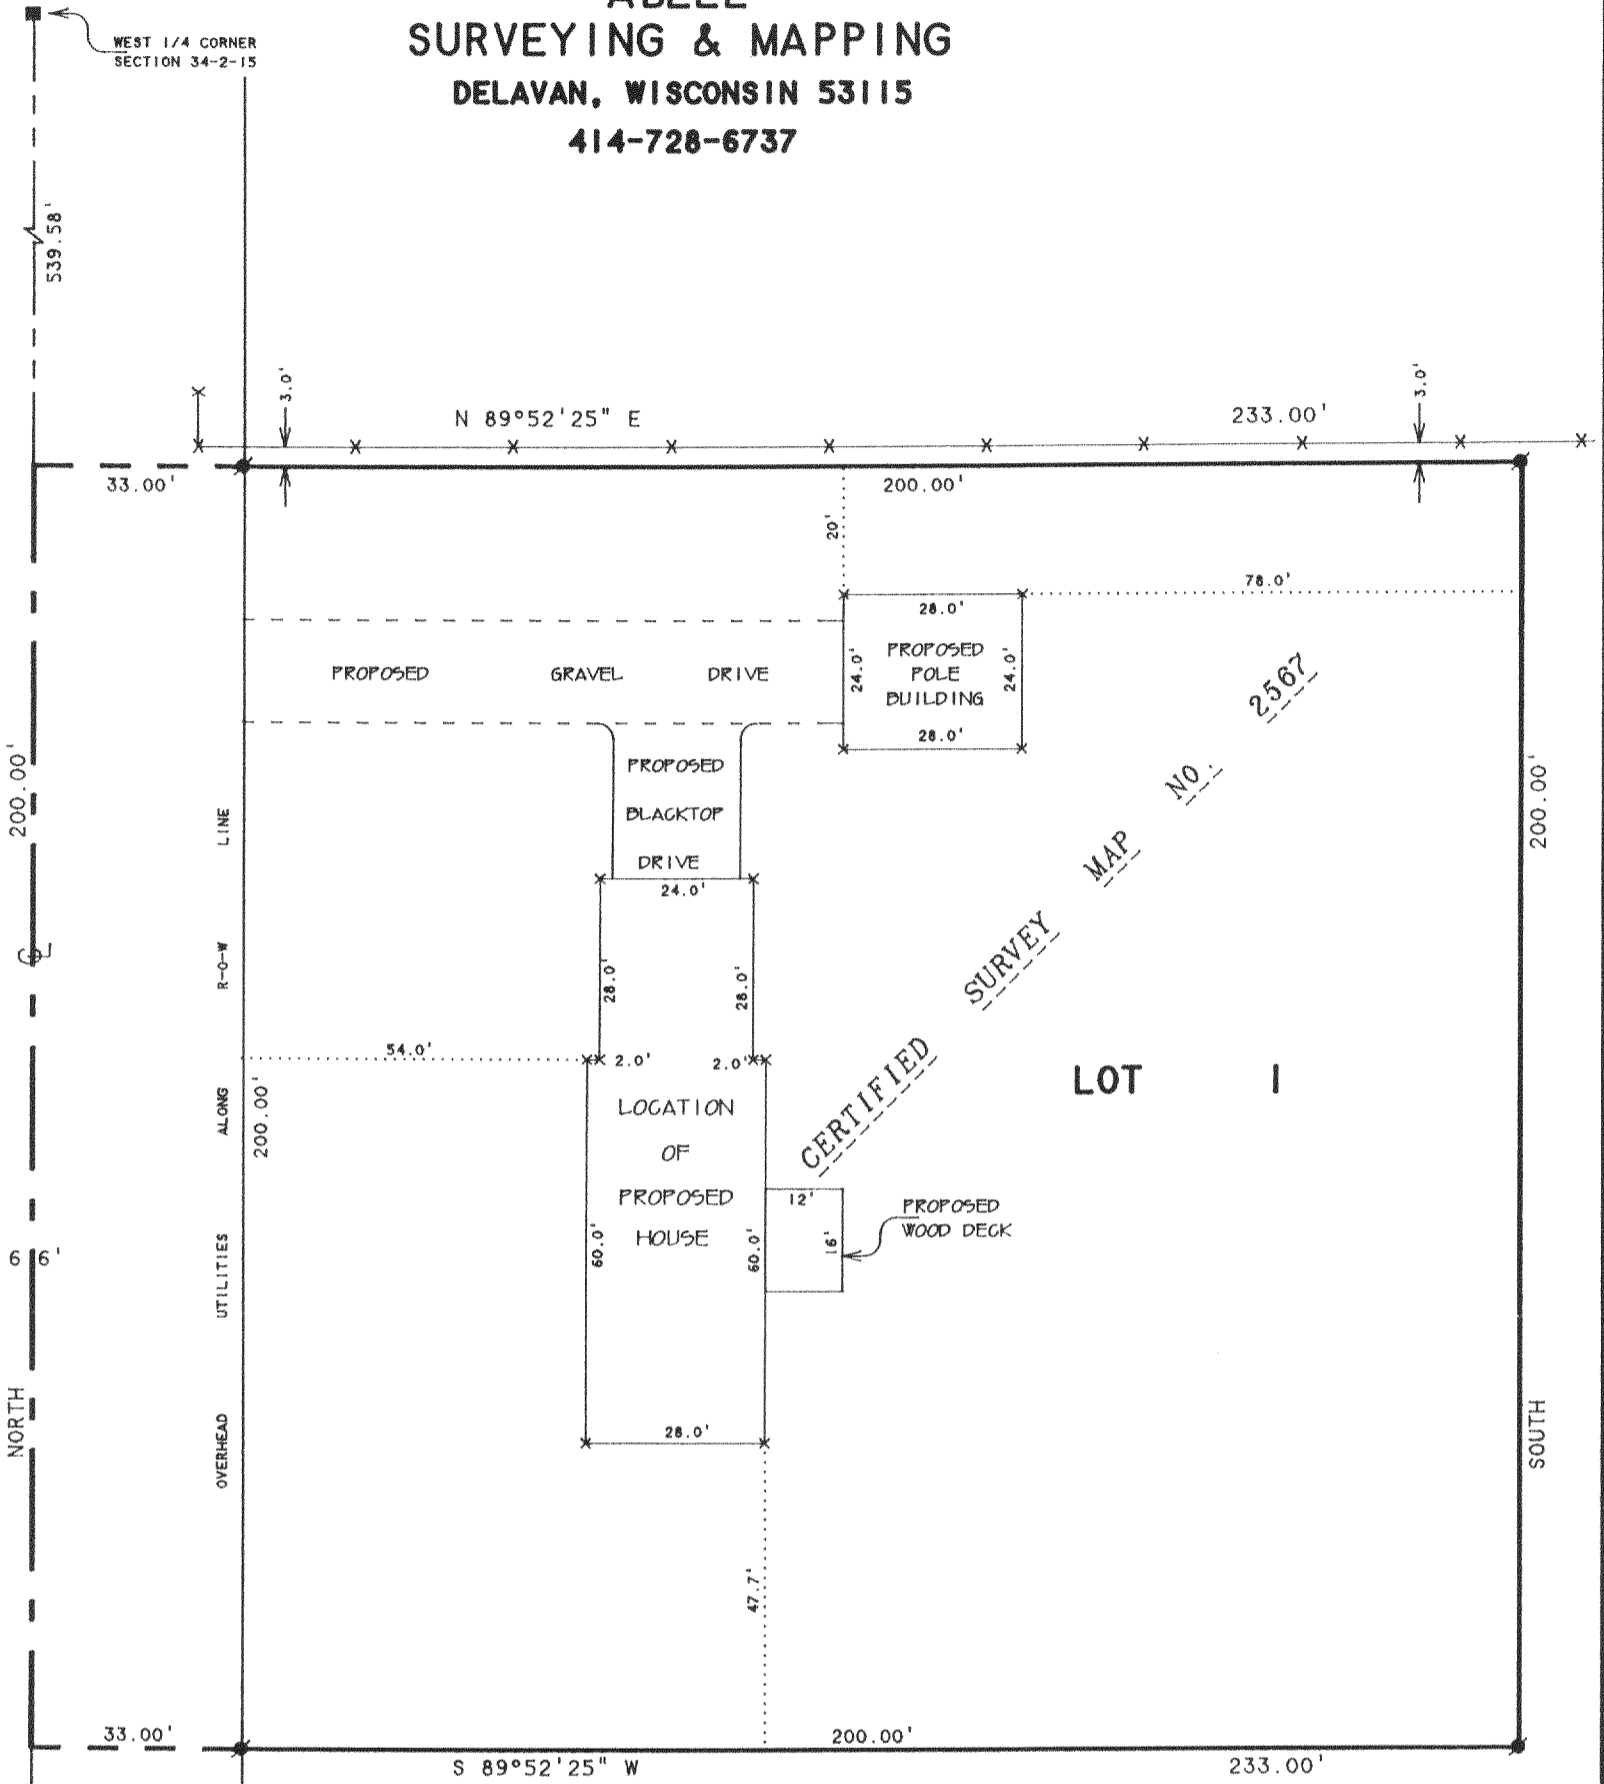 WEST 1/4 CORNER
SECTION 34-2-15
SURVEYING & MAPPING
DELAVAN, WISCONSIN 53115
414-728-6737
539.58'
3.0'
N 89°52'25" E
233.00'
3.0'
33.00'
200.00'
20'
78.0'
28.0'
PROPOSED GRAVEL DRIVE
24.0'
PROPOSED
POLE
BUILDING
24.0'
28.0'
PROPOSED
BLACKTOP
DRIVE
24.0'
28.0'
28.0'
54.0'
2.0'
2.0'
LOCATION
OF
PROPOSED
HOUSE
60.0'
60.0'
28.0'
12'
16'
PROPOSED
WOOD DECK
47.7'
CERTIFIED SURVEY MAP NO. 2567
LOT 1
200.00'
CL
66'
NORTH
OVERHEAD UTILITIES ALONG R-O-W LINE
200.00'
200.00'
SOUTH
33.00'
200.00'
S 89°52'25" W
233.00'